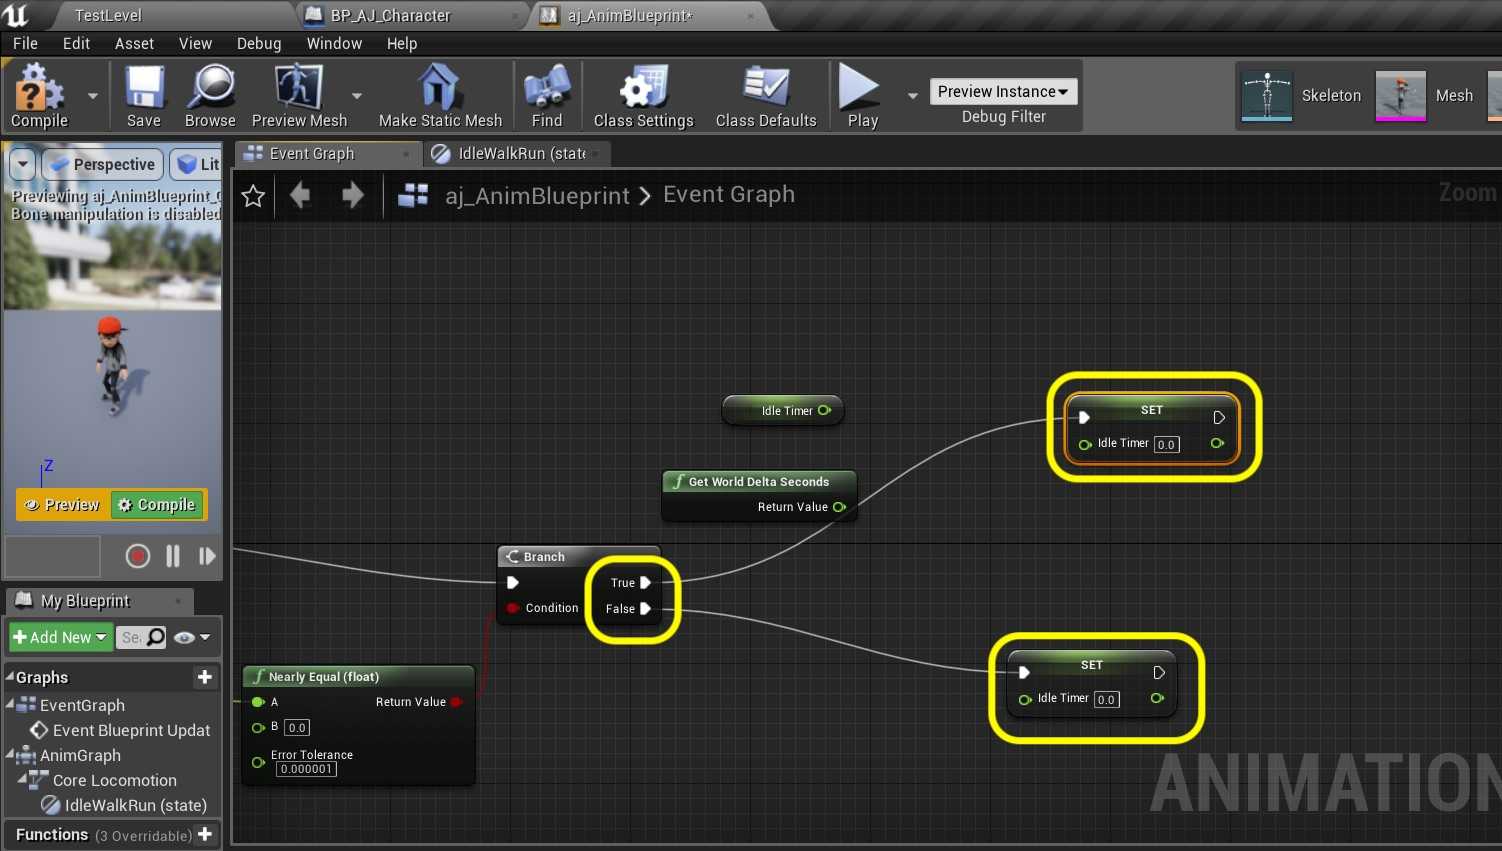 TestLevel
BP_AJ_Character
aj_AnimBlueprint*
File Edit Asset View Debug Window Help
Compile
Save
Browse
Preview Mesh
Make Static Mesh
Find
Class Settings
Class Defaults
Play
Preview Instance
Debug Filter
Skeleton
Mesh
Perspective
Lit
Event Graph
IdleWalkRun (state
Previewing aj_AnimBlueprint_
Bone manipulation is disabled
aj_AnimBlueprint > Event Graph
Zoom
Idle Timer
SET
Idle Timer 0.0
Z
Get World Delta Seconds
Return Value
Preview
Compile
Branch
True
Condition
False
My Blueprint
Add New
Se
SET
Idle Timer 0.0
Graphs
EventGraph
Event Blueprint Updat
AnimGraph
Core Locomotion
IdleWalkRun (state)
Functions (3 Overridable)
Nearly Equal (float)
A
Return Value
B 0.0
Error Tolerance
0.000001
ANIMATION